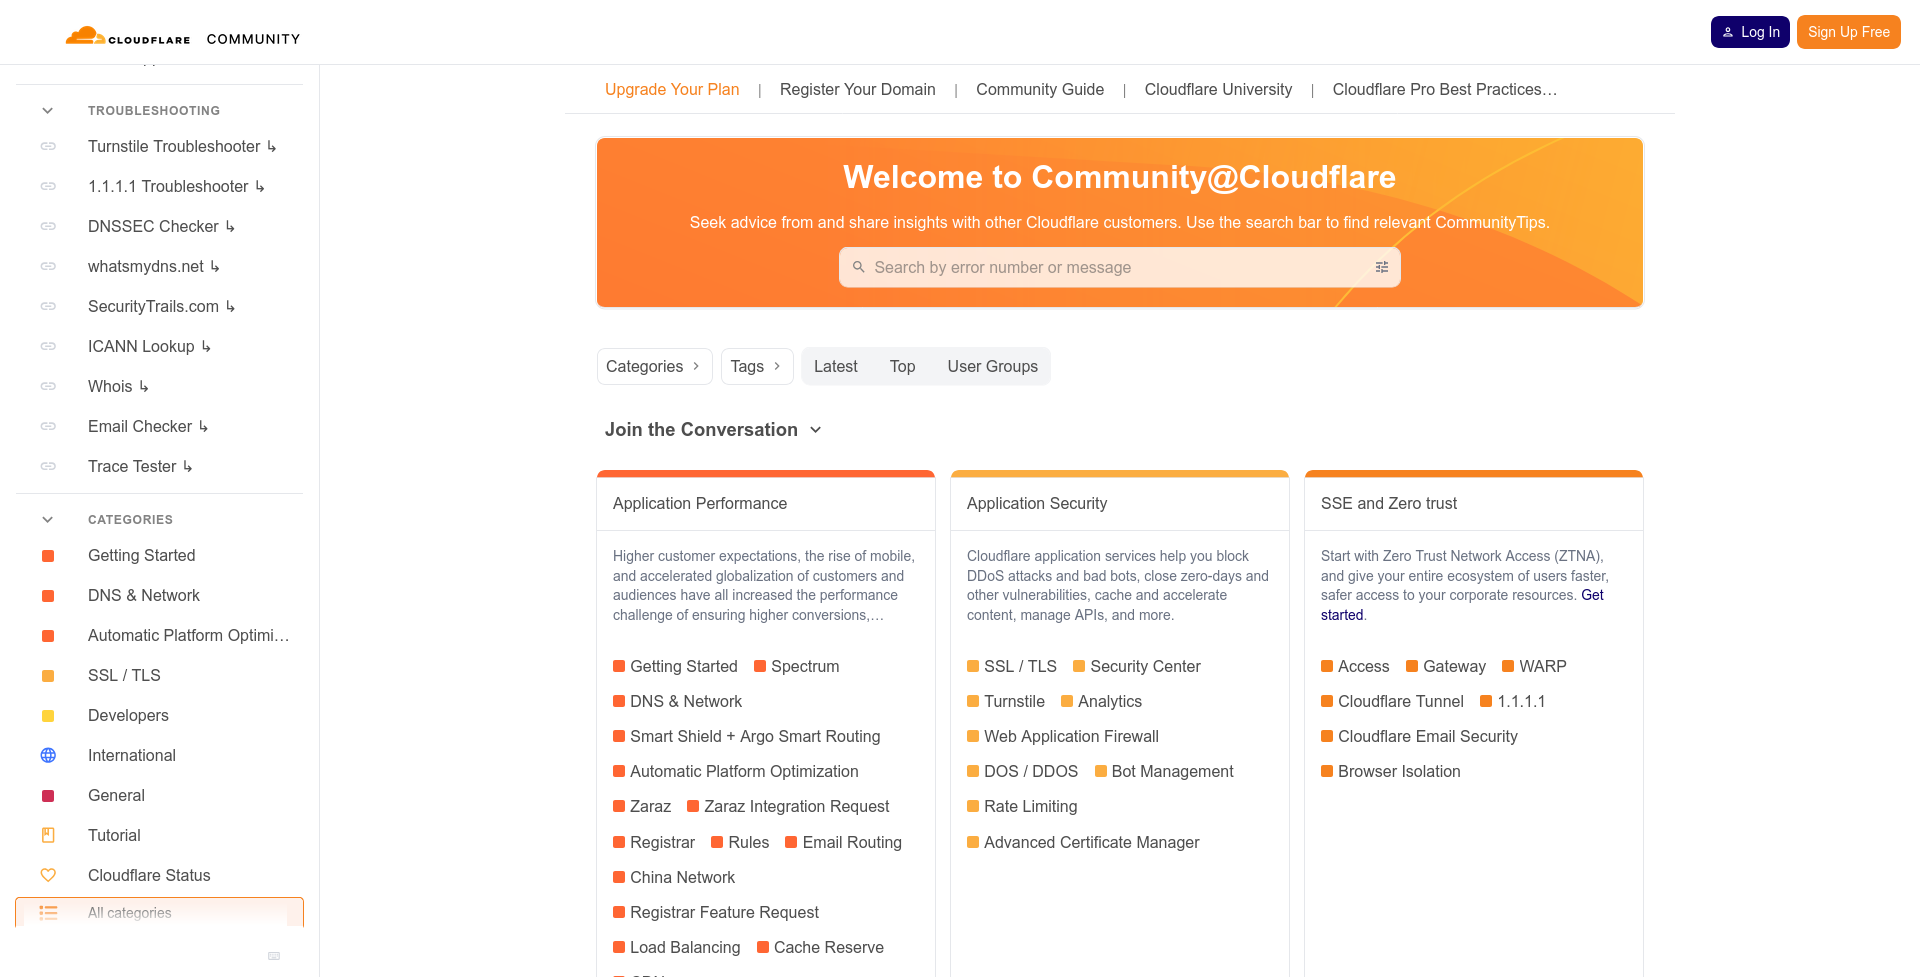 CLOUDFLARE COMMUNITY
Log In
Sign Up Free
TROUBLESHOOTING
Turnstile Troubleshooter ↳
1.1.1.1 Troubleshooter ↳
DNSSEC Checker ↳
whatsmydns.net ↳
SecurityTrails.com ↳
ICANN Lookup ↳
Whois ↳
Email Checker ↳
Trace Tester ↳
CATEGORIES
Getting Started
DNS & Network
Automatic Platform Optimi…
SSL / TLS
Developers
International
General
Tutorial
Cloudflare Status
All categories
Upgrade Your Plan | Register Your Domain | Community Guide | Cloudflare University | Cloudflare Pro Best Practices…
Welcome to Community@Cloudflare
Seek advice from and share insights with other Cloudflare customers. Use the search bar to find relevant CommunityTips.
Search by error number or message
Categories
Tags
Latest
Top
User Groups
Join the Conversation
Application Performance
Higher customer expectations, the rise of mobile,
and accelerated globalization of customers and
audiences have all increased the performance
challenge of ensuring higher conversions,…
Getting Started Spectrum
DNS & Network
Smart Shield + Argo Smart Routing
Automatic Platform Optimization
Zaraz Zaraz Integration Request
Registrar Rules Email Routing
China Network
Registrar Feature Request
Load Balancing Cache Reserve
Application Security
Cloudflare application services help you block
DDoS attacks and bad bots, close zero-days and
other vulnerabilities, cache and accelerate
content, manage APIs, and more.
SSL / TLS Security Center
Turnstile Analytics
Web Application Firewall
DOS / DDOS Bot Management
Rate Limiting
Advanced Certificate Manager
SSE and Zero trust
Start with Zero Trust Network Access (ZTNA),
and give your entire ecosystem of users faster,
safer access to your corporate resources. Get
started.
Access Gateway WARP
Cloudflare Tunnel 1.1.1.1
Cloudflare Email Security
Browser Isolation